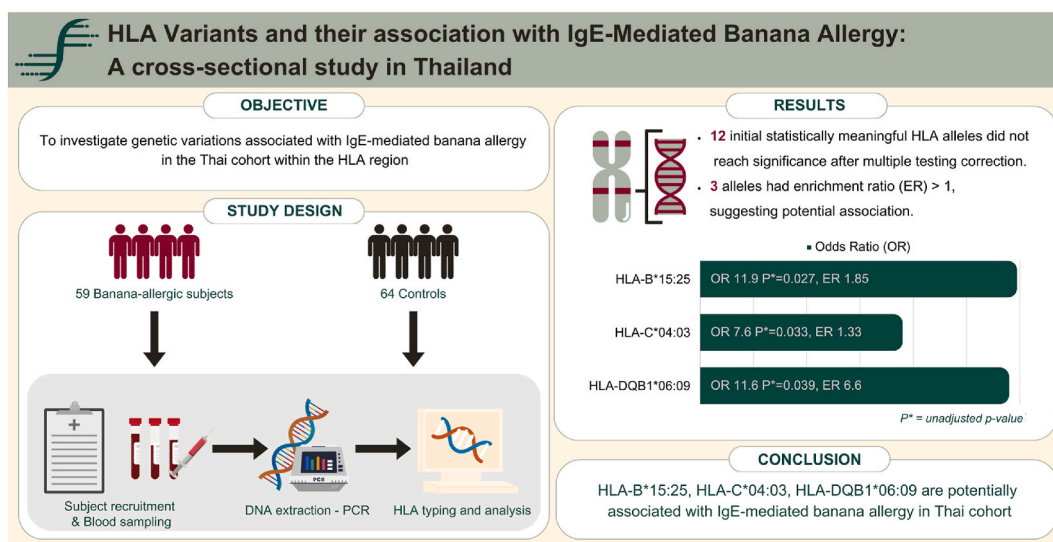 HLA Variants and their association with IgE-Mediated Banana Allergy:
A cross-sectional study in Thailand
OBJECTIVE
To investigate genetic variations associated with IgE-mediated banana allergy
in the Thai cohort within the HLA region
STUDY DESIGN
59 Banana-allergic subjects
64 Controls
PCR
Subject recruitment
& Blood sampling
DNA extraction - PCR
HLA typing and analysis
RESULTS
• 12 initial statistically meaningful HLA alleles did not
reach significance after multiple testing correction.
• 3 alleles had enrichment ratio (ER) > 1,
suggesting potential association.
▪ Odds Ratio (OR)
HLA-B*15:25
OR 11.9 P*=0.027, ER 1.85
HLA-C*04:03
OR 7.6 P*=0.033, ER 1.33
HLA-DQB1*06:09
OR 11.6 P*=0.039, ER 6.6
P* = unadjusted p-value
CONCLUSION
HLA-B*15:25, HLA-C*04:03, HLA-DQB1*06:09 are potentially
associated with IgE-mediated banana allergy in Thai cohort